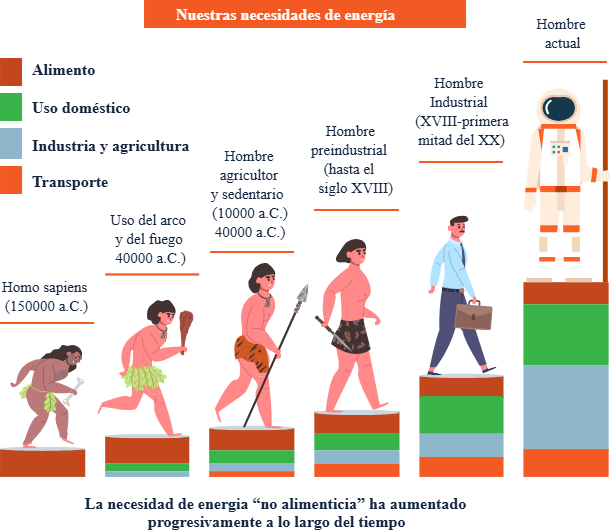 Nuestras necesidades de energía
Alimento
Uso doméstico
Industria y agricultura
Transporte
Homo sapiens
(150000 a.C.)
Uso del arco
y del fuego
40000 a.C.)
Hombre
agricultor
y sedentario
(10000 a.C.)
40000 a.C.)
Hombre
preindustrial
(hasta el
siglo XVIII)
Hombre
Industrial
(XVIII-primera
mitad del XX)
Hombre
actual
La necesidad de energia “no alimenticia” ha aumentado
progresivamente a lo largo del tiempo